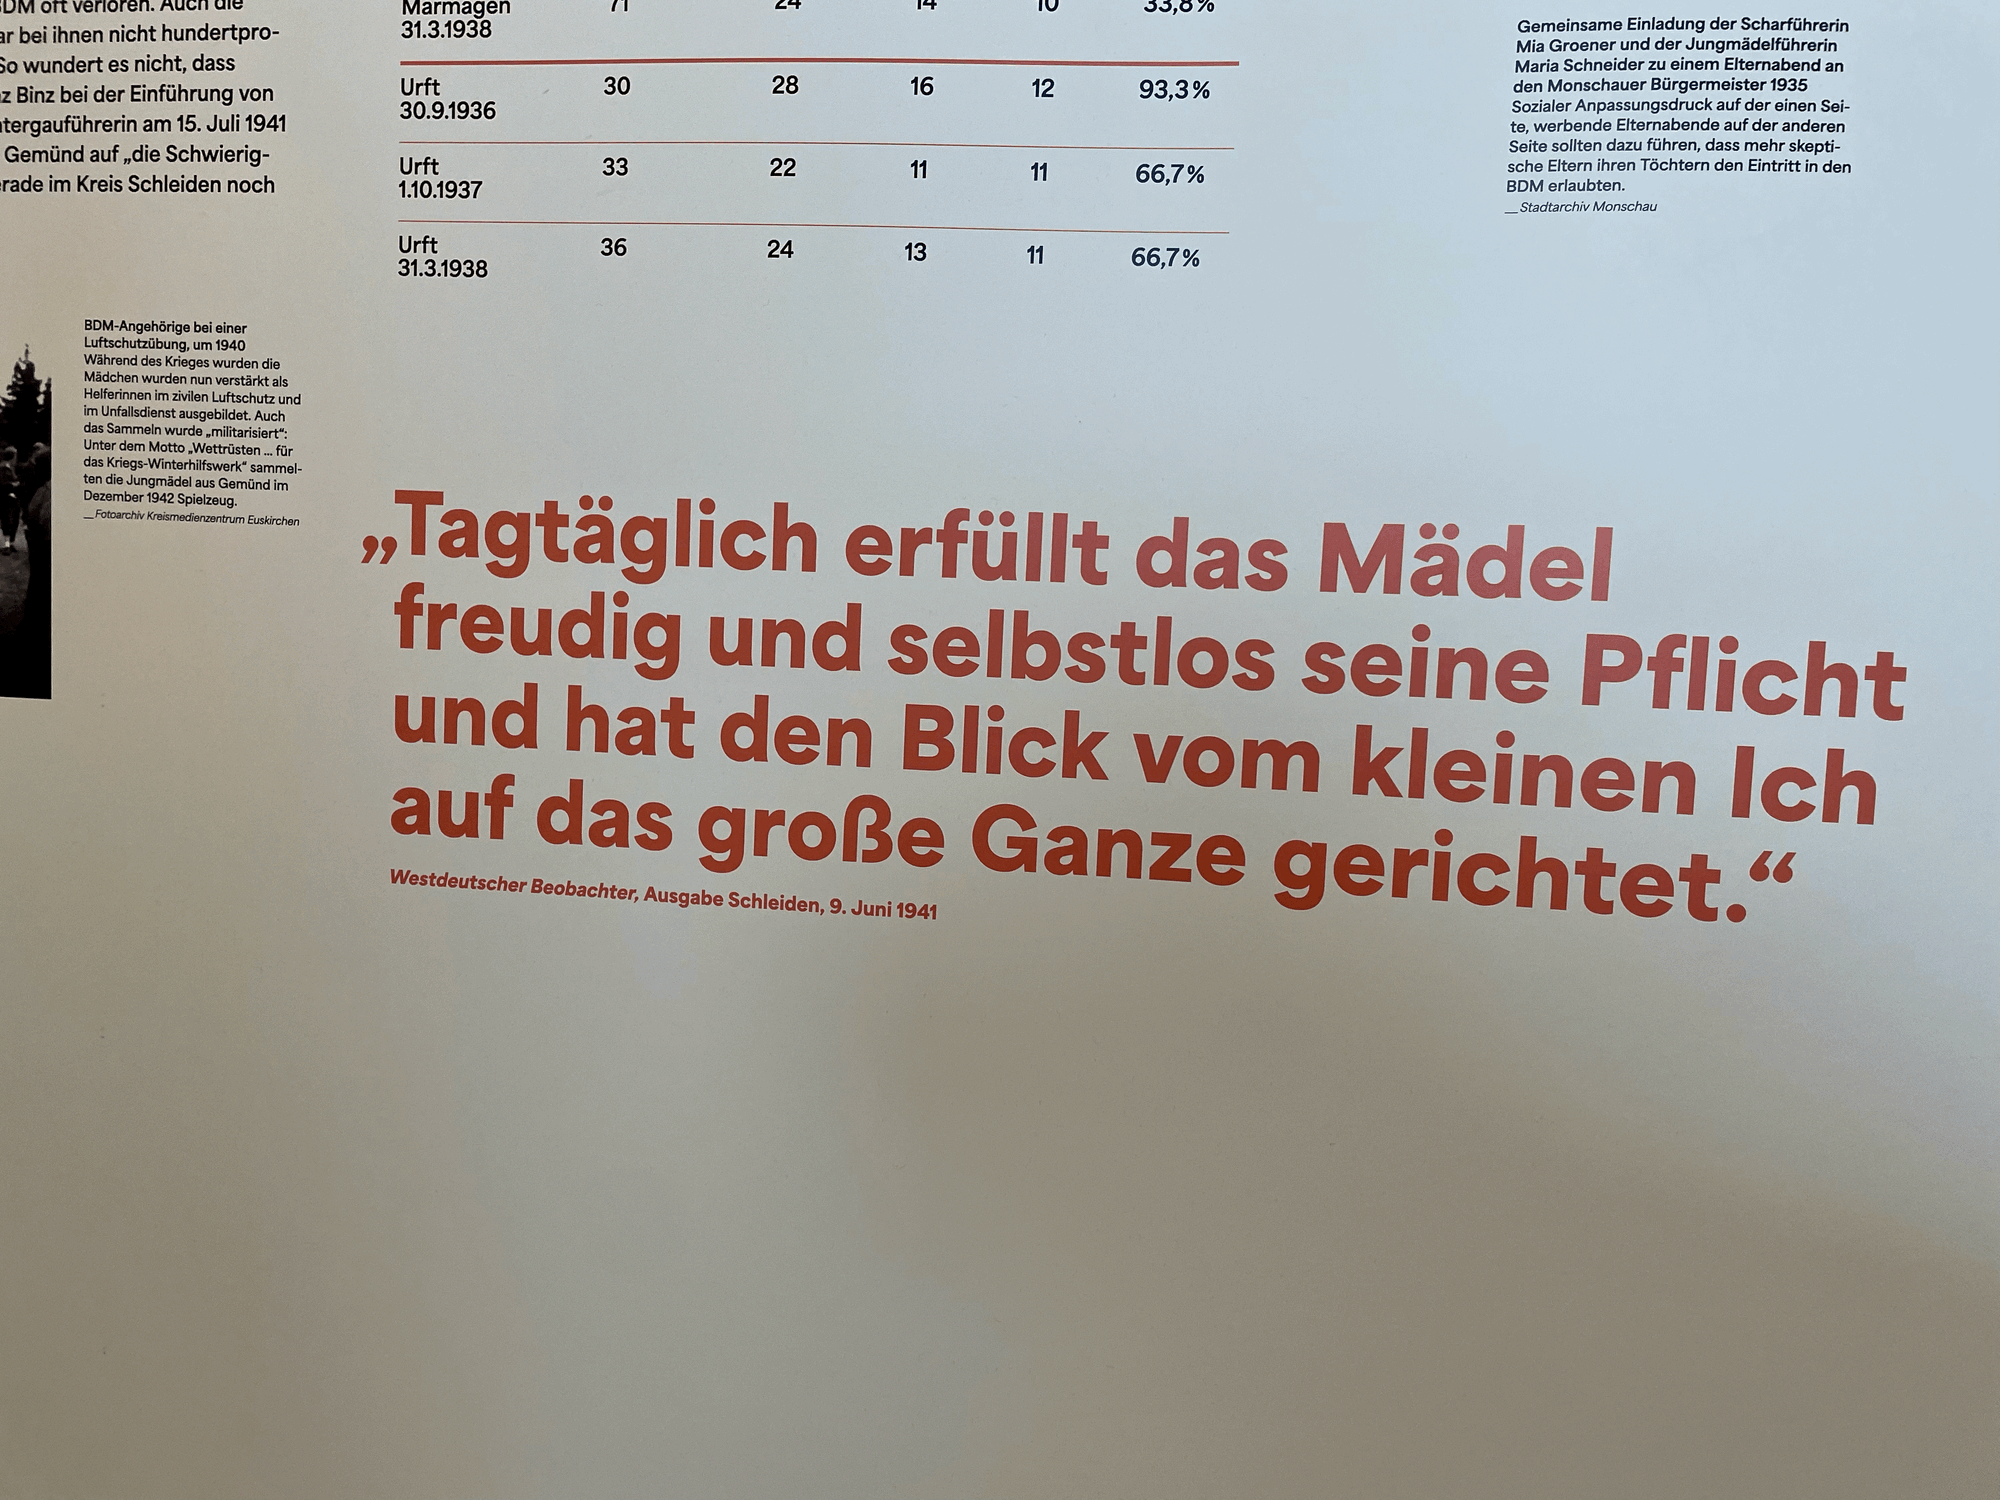 BDM oft verloren. Auch die
bei ihnen nicht hundertpro-
So wundert es nicht, dass
Binz bei der Einführung von
am 15. Juli 1941
Gemünd auf „die Schwierig-
im Kreis Schleiden noch
BDM-Angehörige bei einer
Luftschutzübung, um 1940
Während des Krieges wurden die
Mädchen wurden nun verstärkt als
Helferinnen im zivilen Luftschutz und
im Unfallsdienst ausgebildet. Auch
das Sammeln wurde „militarisiert“:
Unter dem Motto „Wettrüsten ... für
das Kriegs-Winterhilfswerk“ sammel-
ten die Jungmädel aus Gemünd im
Dezember 1942 Spielzeug.
__Fotoarchiv Kreismedienzentrum Euskirchen
Marmagen 71 24 14 10 33,8%
31.3.1938
Urft 30 28 16 12 93,3%
30.9.1936
Urft 33 22 11 11 66,7%
1.10.1937
Urft 36 24 13 11 66,7%
31.3.1938
Gemeinsame Einladung der Scharführerin
Mia Groener und der Jungmädelführerin
Maria Schneider zu einem Elternabend an
den Monschauer Bürgermeister 1935
Sozialer Anpassungsdruck auf der einen Sei-
te, werbende Elternabende auf der anderen
Seite sollten dazu führen, dass mehr skepti-
sche Eltern ihren Töchtern den Eintritt in den
BDM erlaubten.
__Stadtarchiv Monschau
„Tagtäglich erfüllt das Mädel
freudig und selbstlos seine Pflicht
und hat den Blick vom kleinen Ich
auf das große Ganze gerichtet.“
Westdeutscher Beobachter, Ausgabe Schleiden, 9. Juni 1941